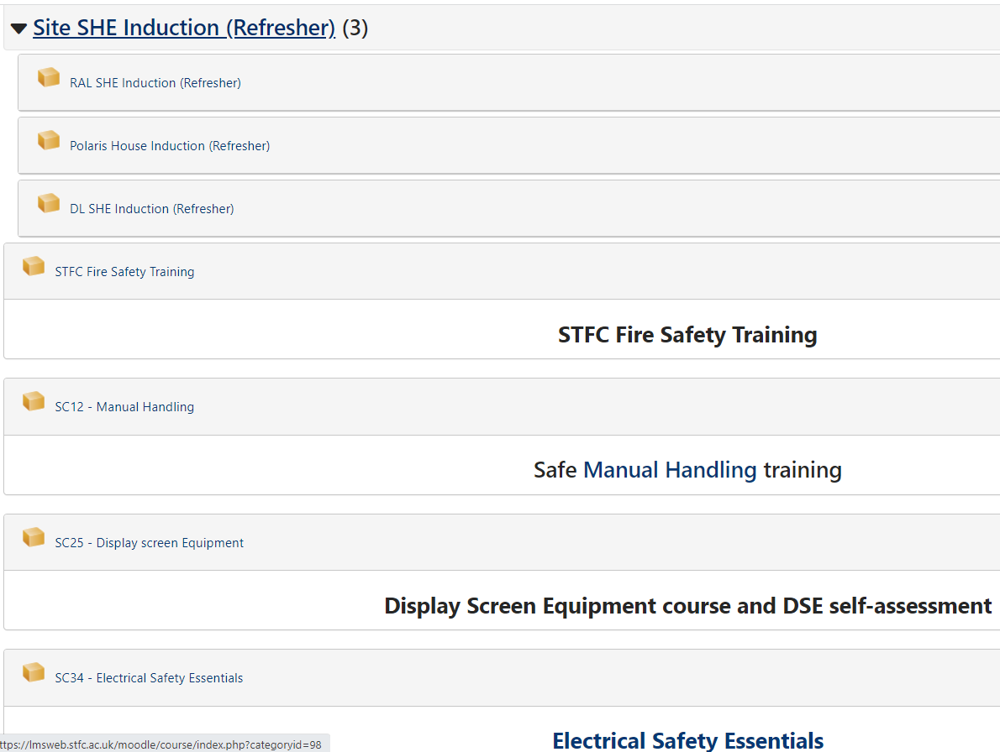 Site SHE Induction (Refresher) (3)
RAL SHE Induction (Refresher)
Polaris House Induction (Refresher)
DL SHE Induction (Refresher)
STFC Fire Safety Training
STFC Fire Safety Training
SC12 - Manual Handling
Safe Manual Handling training
SC25 - Display screen Equipment
Display Screen Equipment course and DSE self-assessment
SC34 - Electrical Safety Essentials
Electrical Safety Essentials
ttps://lmsweb.stfc.ac.uk/moodle/course/index.php?categoryid=98